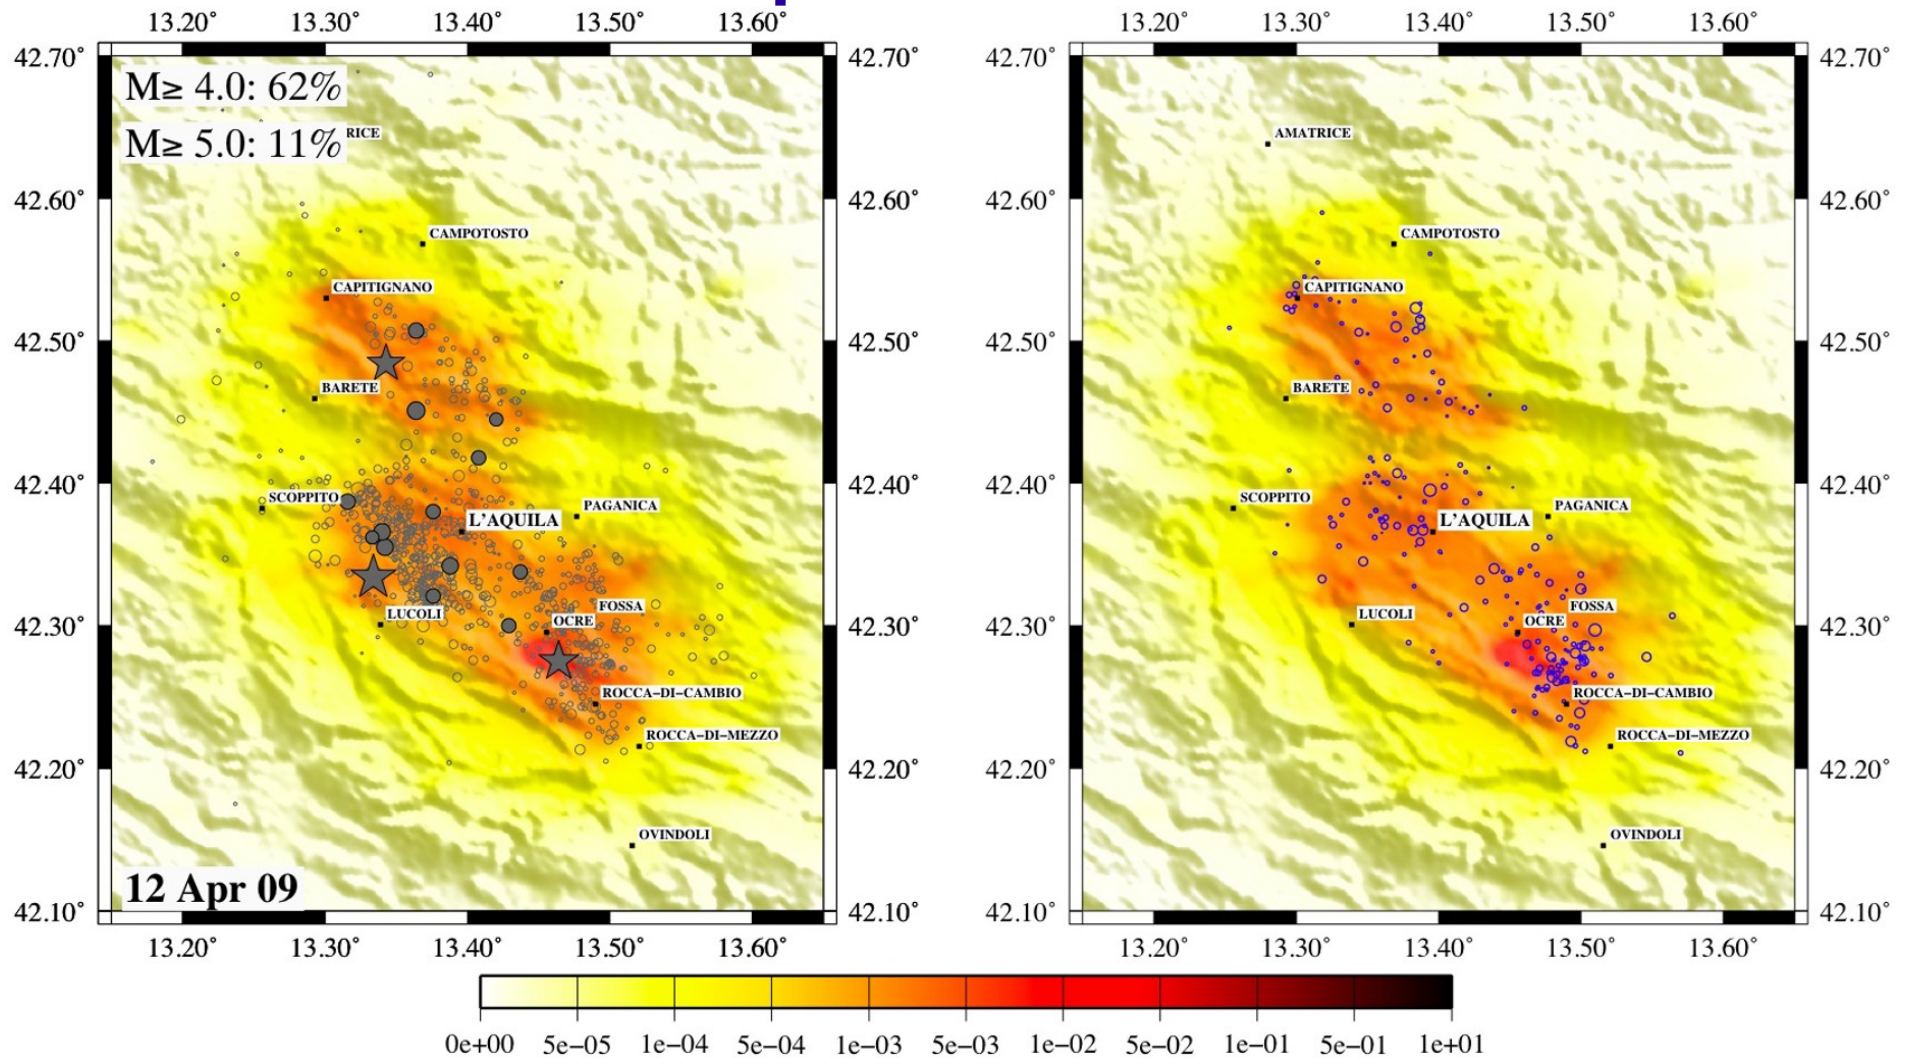 13.20° 13.30° 13.40° 13.50° 13.60°
42.70° 42.70°
M≥ 4.0: 62%
RICE
M≥ 5.0: 11%
42.60° 42.60°
CAMPOTOSTO
CAPITIGNANO
42.50° 42.50°
BARETE
42.40° 42.40°
SCOPPITO
PAGANICA
L'AQUILA
FOSSA
LUCOLI
OCRE
42.30° 42.30°
ROCCA-DI-CAMBIO
ROCCA-DI-MEZZO
42.20° 42.20°
OVINDOLI
12 Apr 09
42.10° 42.10°
13.20° 13.30° 13.40° 13.50° 13.60°
13.20° 13.30° 13.40° 13.50° 13.60°
42.70° 42.70°
AMATRICE
42.60° 42.60°
CAMPOTOSTO
CAPITIGNANO
42.50° 42.50°
BARETE
42.40° 42.40°
SCOPPITO
PAGANICA
L'AQUILA
FOSSA
LUCOLI
OCRE
42.30° 42.30°
ROCCA-DI-CAMBIO
ROCCA-DI-MEZZO
42.20° 42.20°
OVINDOLI
42.10° 42.10°
13.20° 13.30° 13.40° 13.50° 13.60°
0e+00 5e-05 1e-04 5e-04 1e-03 5e-03 1e-02 5e-02 1e-01 5e-01 1e+01